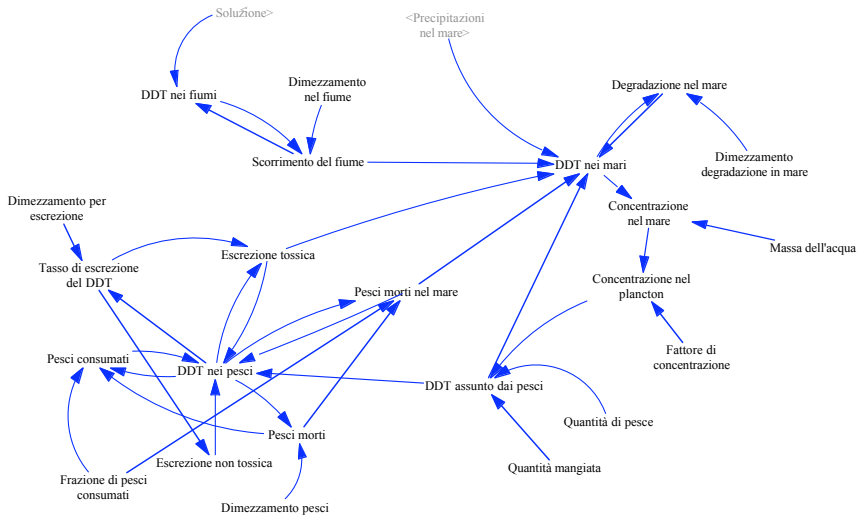 Soluzione>
<Precipitazioni
nel mare>
Dimezzamento
nel fiume
Degradazione nel mare
DDT nei fiumi
Scorrimento del fiume
DDT nei mari
Dimezzamento
degradazione in mare
Dimezzamento per
escrezione
Concentrazione
nel mare
Massa dell'acqua
Escrezione tossica
Tasso di escrezione
del DDT
Concentrazione nel
plancton
Pesci morti nel mare
Fattore di
concentrazione
Pesci consumati
DDT nei pesci
DDT assunto dai pesci
Quantità di pesce
Pesci morti
Escrezione non tossica
Quantità mangiata
Frazione di pesci
consumati
Dimezzamento pesci